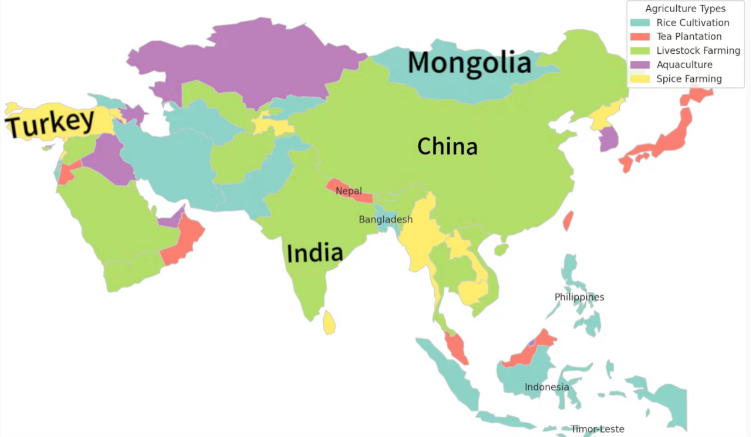 Agriculture Types
Rice Cultivation
Tea Plantation
Livestock Farming
Aquaculture
Spice Farming
Mongolia
Turkey
China
Nepal
Bangladesh
India
Philippines
Indonesia
Timor-Leste